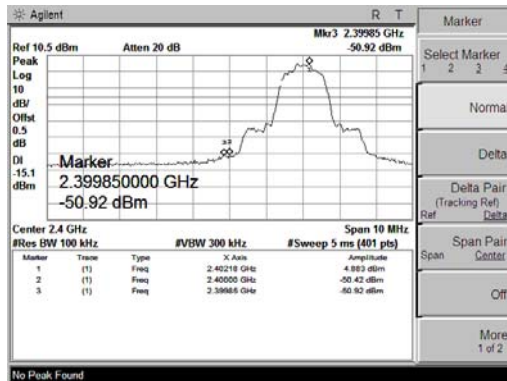 Agilent R T
Mkr3 2.39985 GHz
Ref 10.5 dBm Atten 20 dB -50.92 dBm
Peak
Log
10
dB/
Offst
0.5
dB
DI
-15.1
dBm
Marker
2.399850000 GHz
-50.92 dBm
Center 2.4 GHz Span 10 MHz
#Res BW 100 kHz #VBW 300 kHz #Sweep 5 ms (401 pts)
Marker Trace Type X Axis Amplitude
1 (1) Freq 2.40218 GHz 4.883 dBm
2 (1) Freq 2.40000 GHz -50.42 dBm
3 (1) Freq 2.39985 GHz -50.92 dBm
No Peak Found
Marker
Select Marker
1 2 3 4
Norma
Delta
Delta Pair
(Tracking Ref)
Ref Delta
Span Pair
Span Center
Off
More
1 of 2